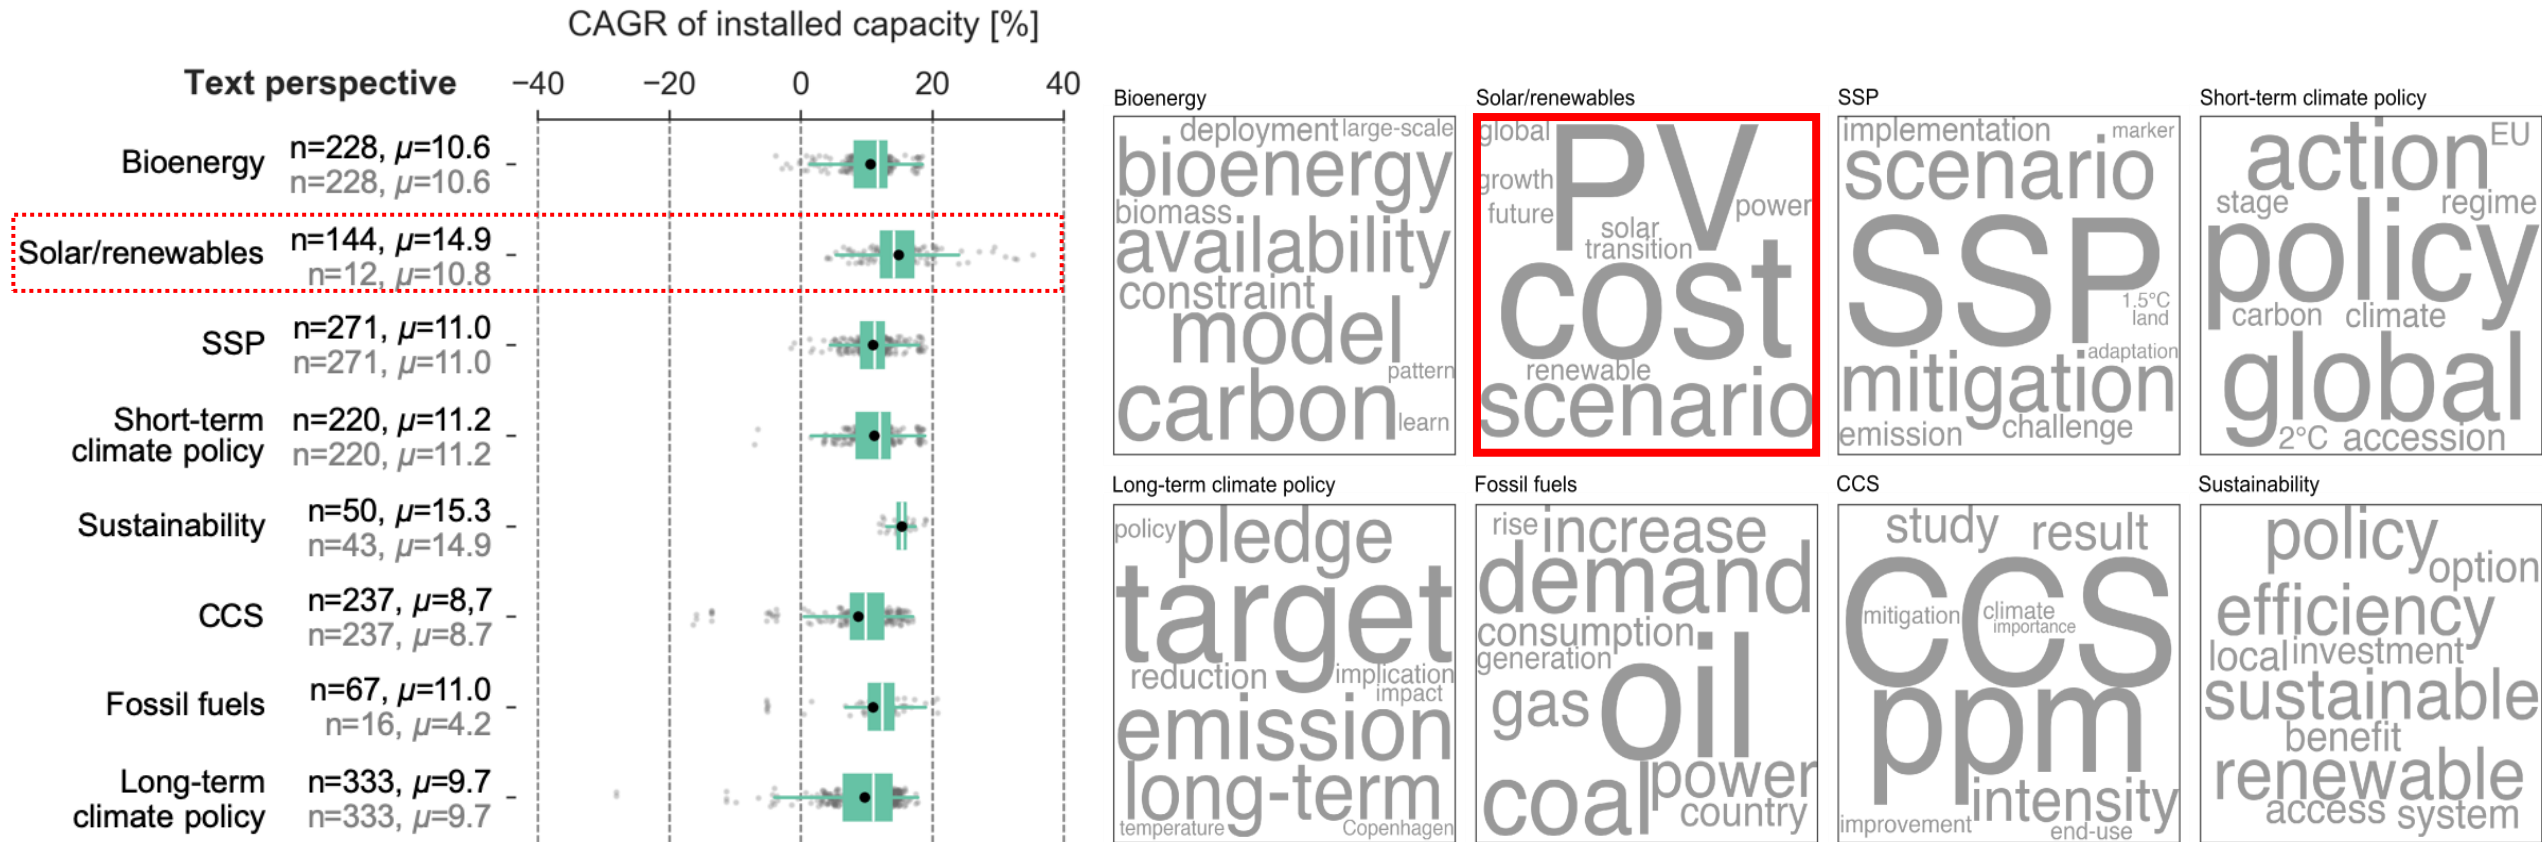 CAGR of installed capacity [%]
Text perspective
−40 −20 0 20 40
Bioenergy n=228, μ=10.6
n=228, μ=10.6
Solar/renewables n=144, μ=14.9
n=12, μ=10.8
SSP n=271, μ=11.0
n=271, μ=11.0
Short-term n=220, μ=11.2
climate policy n=220, μ=11.2
Sustainability n=50, μ=15.3
n=43, μ=14.9
CCS n=237, μ=8,7
n=237, μ=8.7
Fossil fuels n=67, μ=11.0
n=16, μ=4.2
Long-term n=333, μ=9.7
climate policy n=333, μ=9.7
Bioenergy
deployment large-scale
bioenergy
biomass
availability
constraint
model
pattern
carbon
learn
Solar/renewables
global
PV
growth
future
power
solar
transition
cost
renewable
scenario
SSP
implementation marker
scenario
SSP
1.5°C
land
adaptation
mitigation
emission challenge
Short-term climate policy
action EU
stage regime
policy
carbon climate
global
2°C accession
Long-term climate policy
policy pledge
target
reduction implication
impact
emission
long-term
temperature Copenhagen
Fossil fuels
rise increase
demand
consumption
generation
gas oil
coal power
country
CCS
study result
CCS
mitigation climate
importance
ppm
intensity
improvement end-use
Sustainability
policy
option
efficiency
local investment
sustainable
benefit
renewable
access system